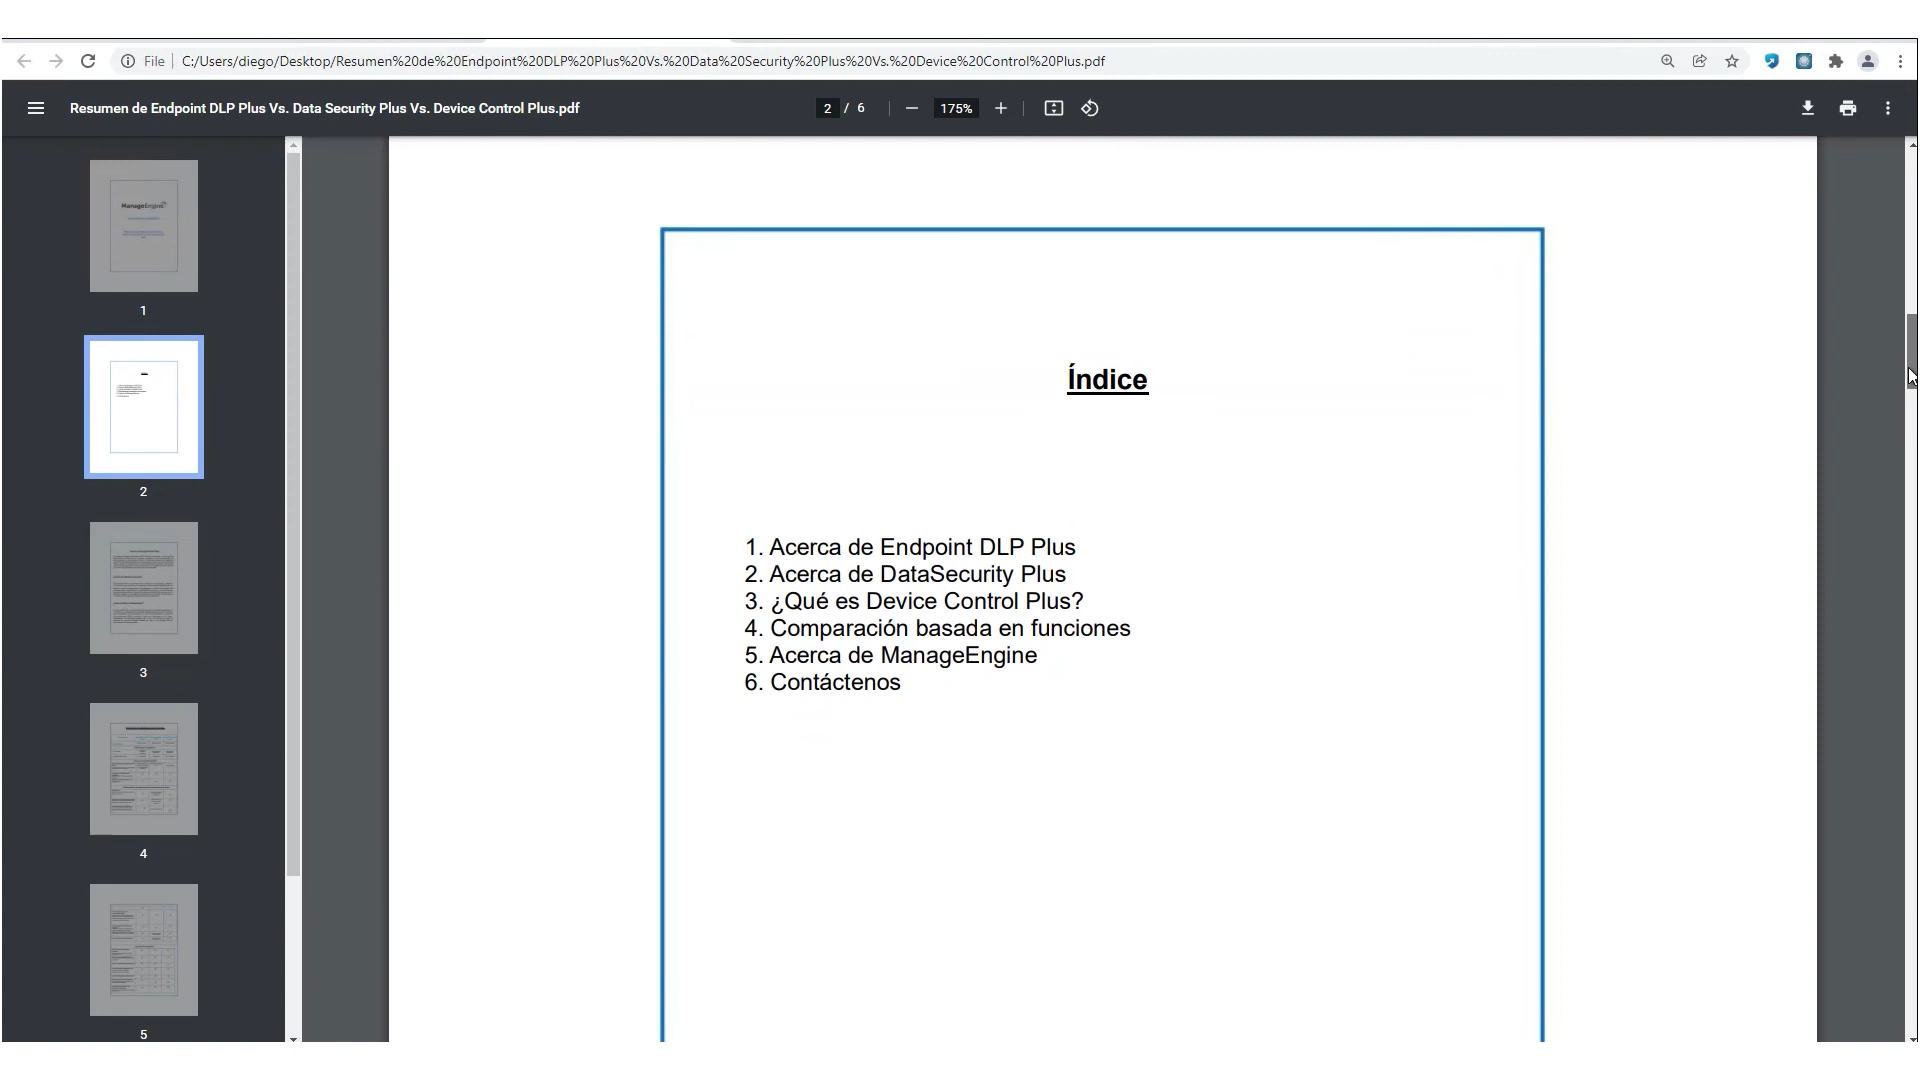 File C:/Users/diego/Desktop/Resumen%20de%20Endpoint%20DLP%20Plus%20Vs.%20Data%20Security%20Plus%20Vs.%20Device%20Control%20Plus.pdf
Resumen de Endpoint DLP Plus Vs. Data Security Plus Vs. Device Control Plus.pdf
2 / 6
175%
ManageEngine
1
2
3
4
5
Índice
1. Acerca de Endpoint DLP Plus
2. Acerca de DataSecurity Plus
3. ¿Qué es Device Control Plus?
4. Comparación basada en funciones
5. Acerca de ManageEngine
6. Contáctenos